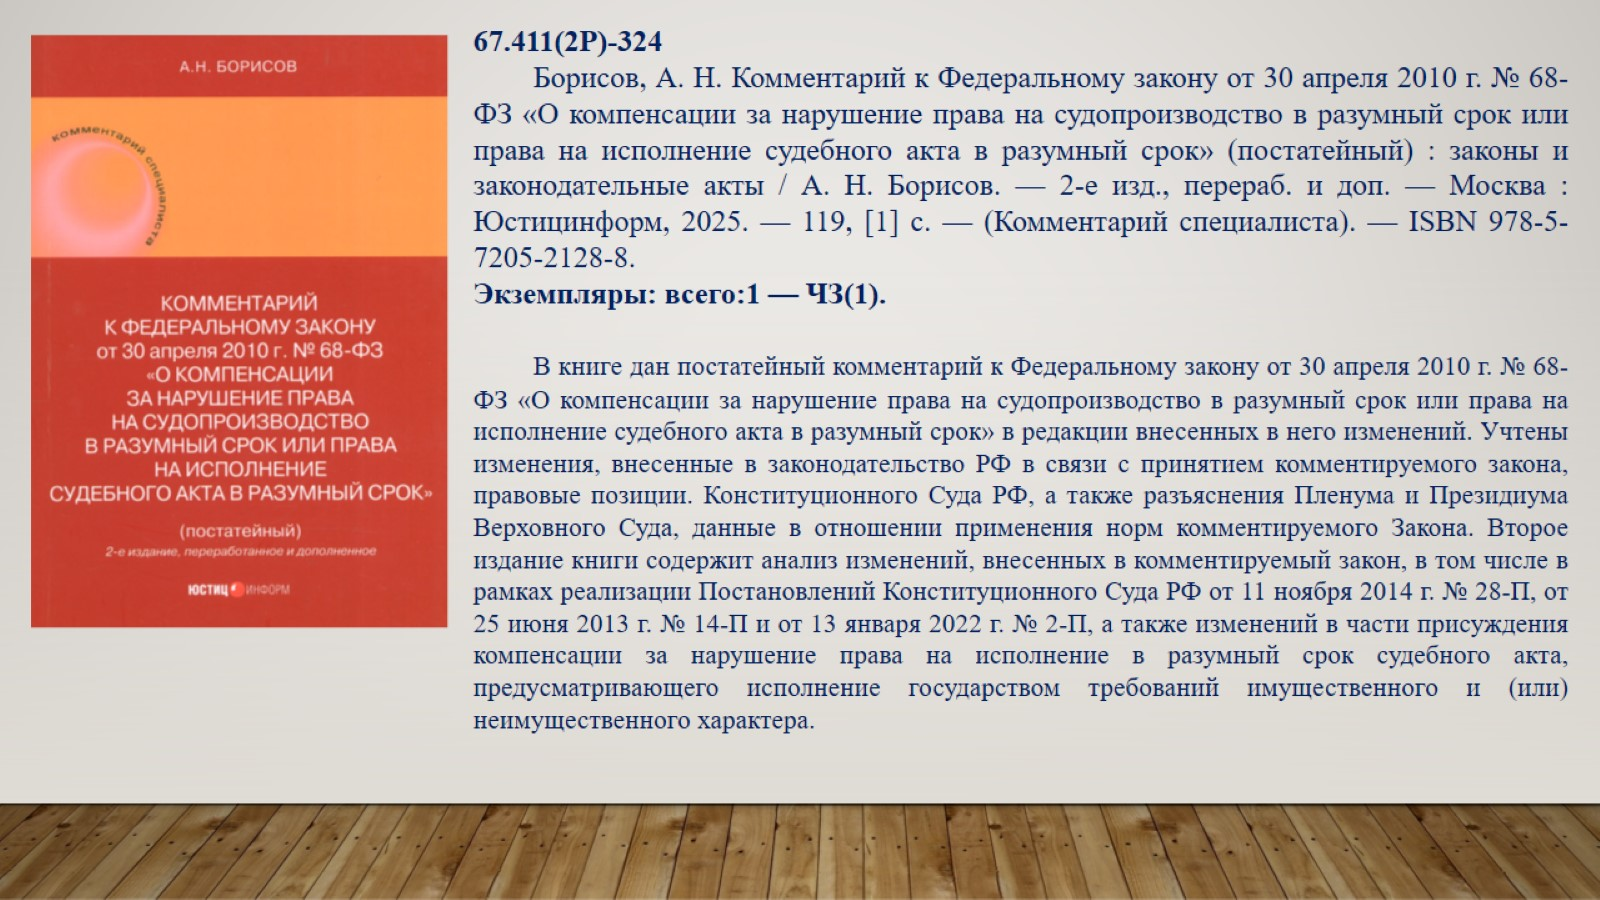 А.Н. БОРИСОВ
комментарий специалиста
КОММЕНТАРИЙ
К ФЕДЕРАЛЬНОМУ ЗАКОНУ
от 30 апреля 2010 г. № 68-ФЗ
«О КОМПЕНСАЦИИ
ЗА НАРУШЕНИЕ ПРАВА
НА СУДОПРОИЗВОДСТВО
В РАЗУМНЫЙ СРОК ИЛИ ПРАВА
НА ИСПОЛНЕНИЕ
СУДЕБНОГО АКТА В РАЗУМНЫЙ СРОК»
(постатейный)
2-е издание, переработанное и дополненное
ЮСТИЦИНФОРМ
67.411(2Р)-324
Борисов, А. Н. Комментарий к Федеральному закону от 30 апреля 2010 г. № 68-
ФЗ «О компенсации за нарушение права на судопроизводство в разумный срок или
права на исполнение судебного акта в разумный срок» (постатейный) : законы и
законодательные акты / А. Н. Борисов. — 2-е изд., перераб. и доп. — Москва :
Юстицинформ, 2025. — 119, [1] с. — (Комментарий специалиста). — ISBN 978-5-
7205-2128-8.
Экземпляры: всего:1 — ЧЗ(1).
В книге дан постатейный комментарий к Федеральному закону от 30 апреля 2010 г. № 68-
ФЗ «О компенсации за нарушение права на судопроизводство в разумный срок или права на
исполнение судебного акта в разумный срок» в редакции внесенных в него изменений. Учтены
изменения, внесенные в законодательство РФ в связи с принятием комментируемого закона,
правовые позиции. Конституционного Суда РФ, а также разъяснения Пленума и Президиума
Верховного Суда, данные в отношении применения норм комментируемого Закона. Второе
издание книги содержит анализ изменений, внесенных в комментируемый закон, в том числе в
рамках реализации Постановлений Конституционного Суда РФ от 11 ноября 2014 г. № 28-П, от
25 июня 2013 г. № 14-П и от 13 января 2022 г. № 2-П, а также изменений в части присуждения
компенсации за нарушение права на исполнение в разумный срок судебного акта,
предусматривающего исполнение государством требований имущественного и (или)
неимущественного характера.